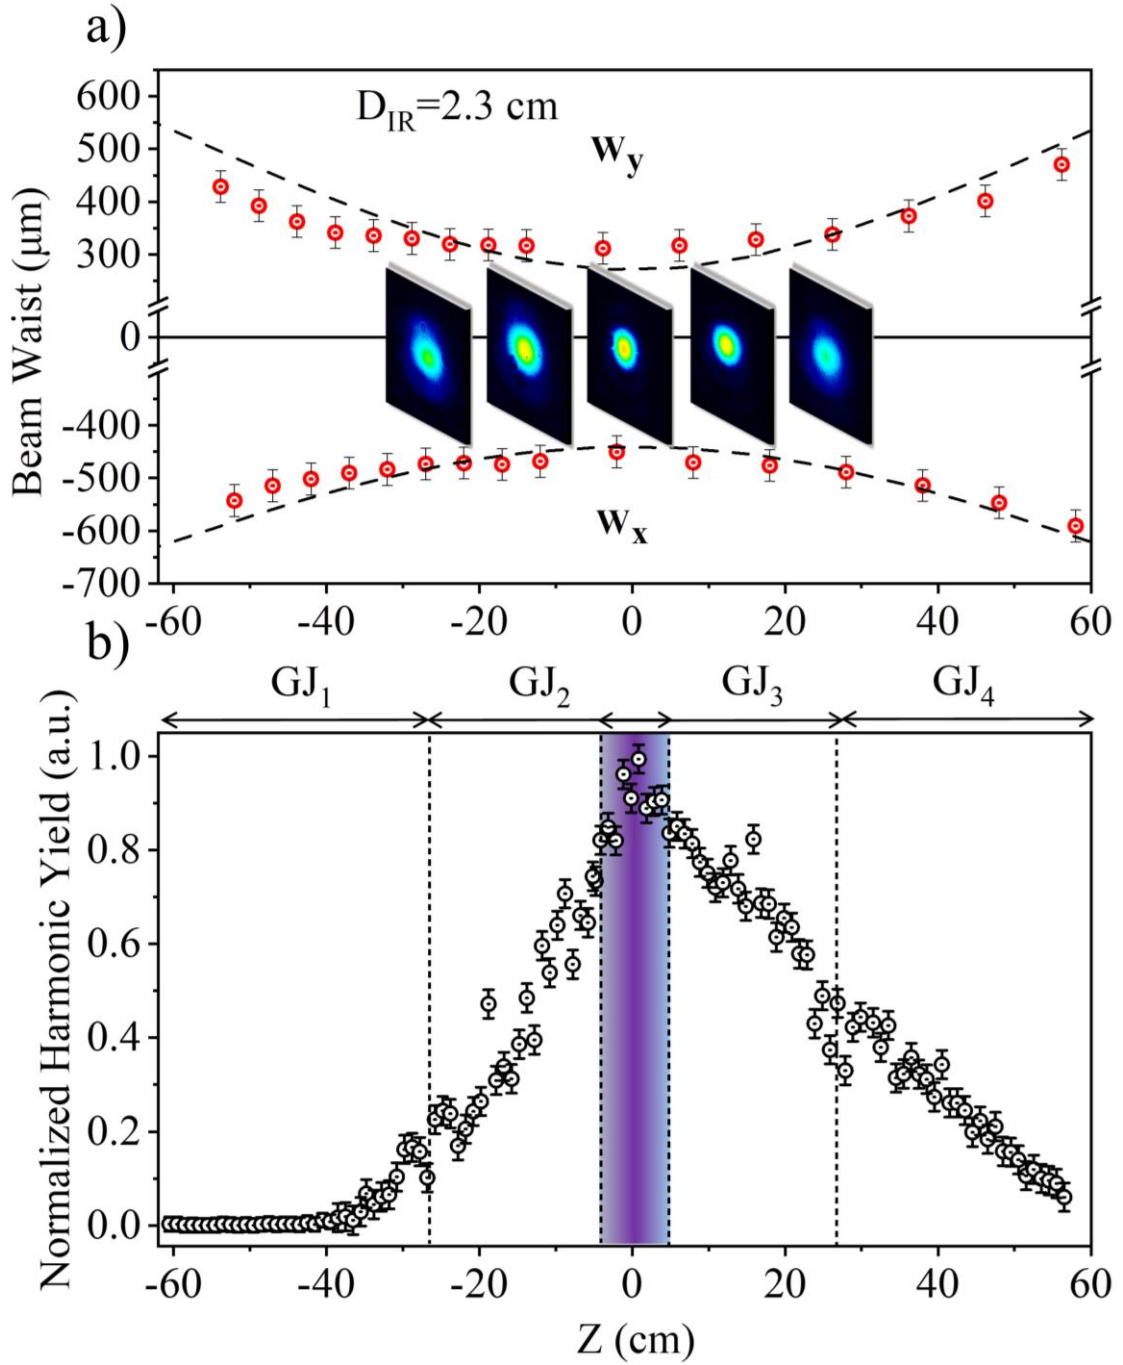 a)
Beam Waist (μm)
600
500
400
300
0
-400
-500
-600
-700
D_IR=2.3 cm
w_y
w_x
-60 -40 -20 0 20 40 60
b)
GJ_1 GJ_2 GJ_3 GJ_4
Normalized Harmonic Yield (a.u.)
1.0
0.8
0.6
0.4
0.2
0.0
-60 -40 -20 0 20 40 60
Z (cm)